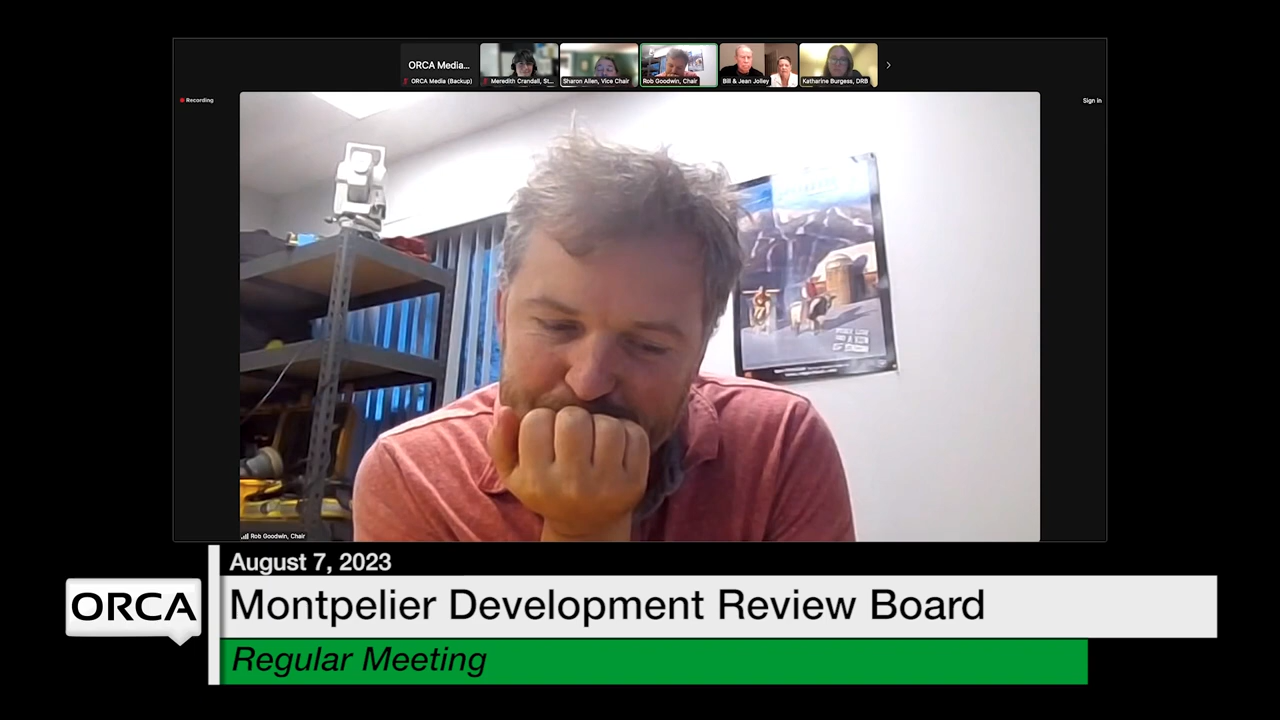 ORCA Media...
ORCA Media (Backup)
Meredith Crandall, St...
Sharon Allen, Vice Chair
Rob Goodwin, Chair
Bill & Jean Jolley
Katharine Burgess, DRB
Recording
Sign in
Rob Goodwin, Chair
August 7, 2023
ORCA
Montpelier Development Review Board
Regular Meeting